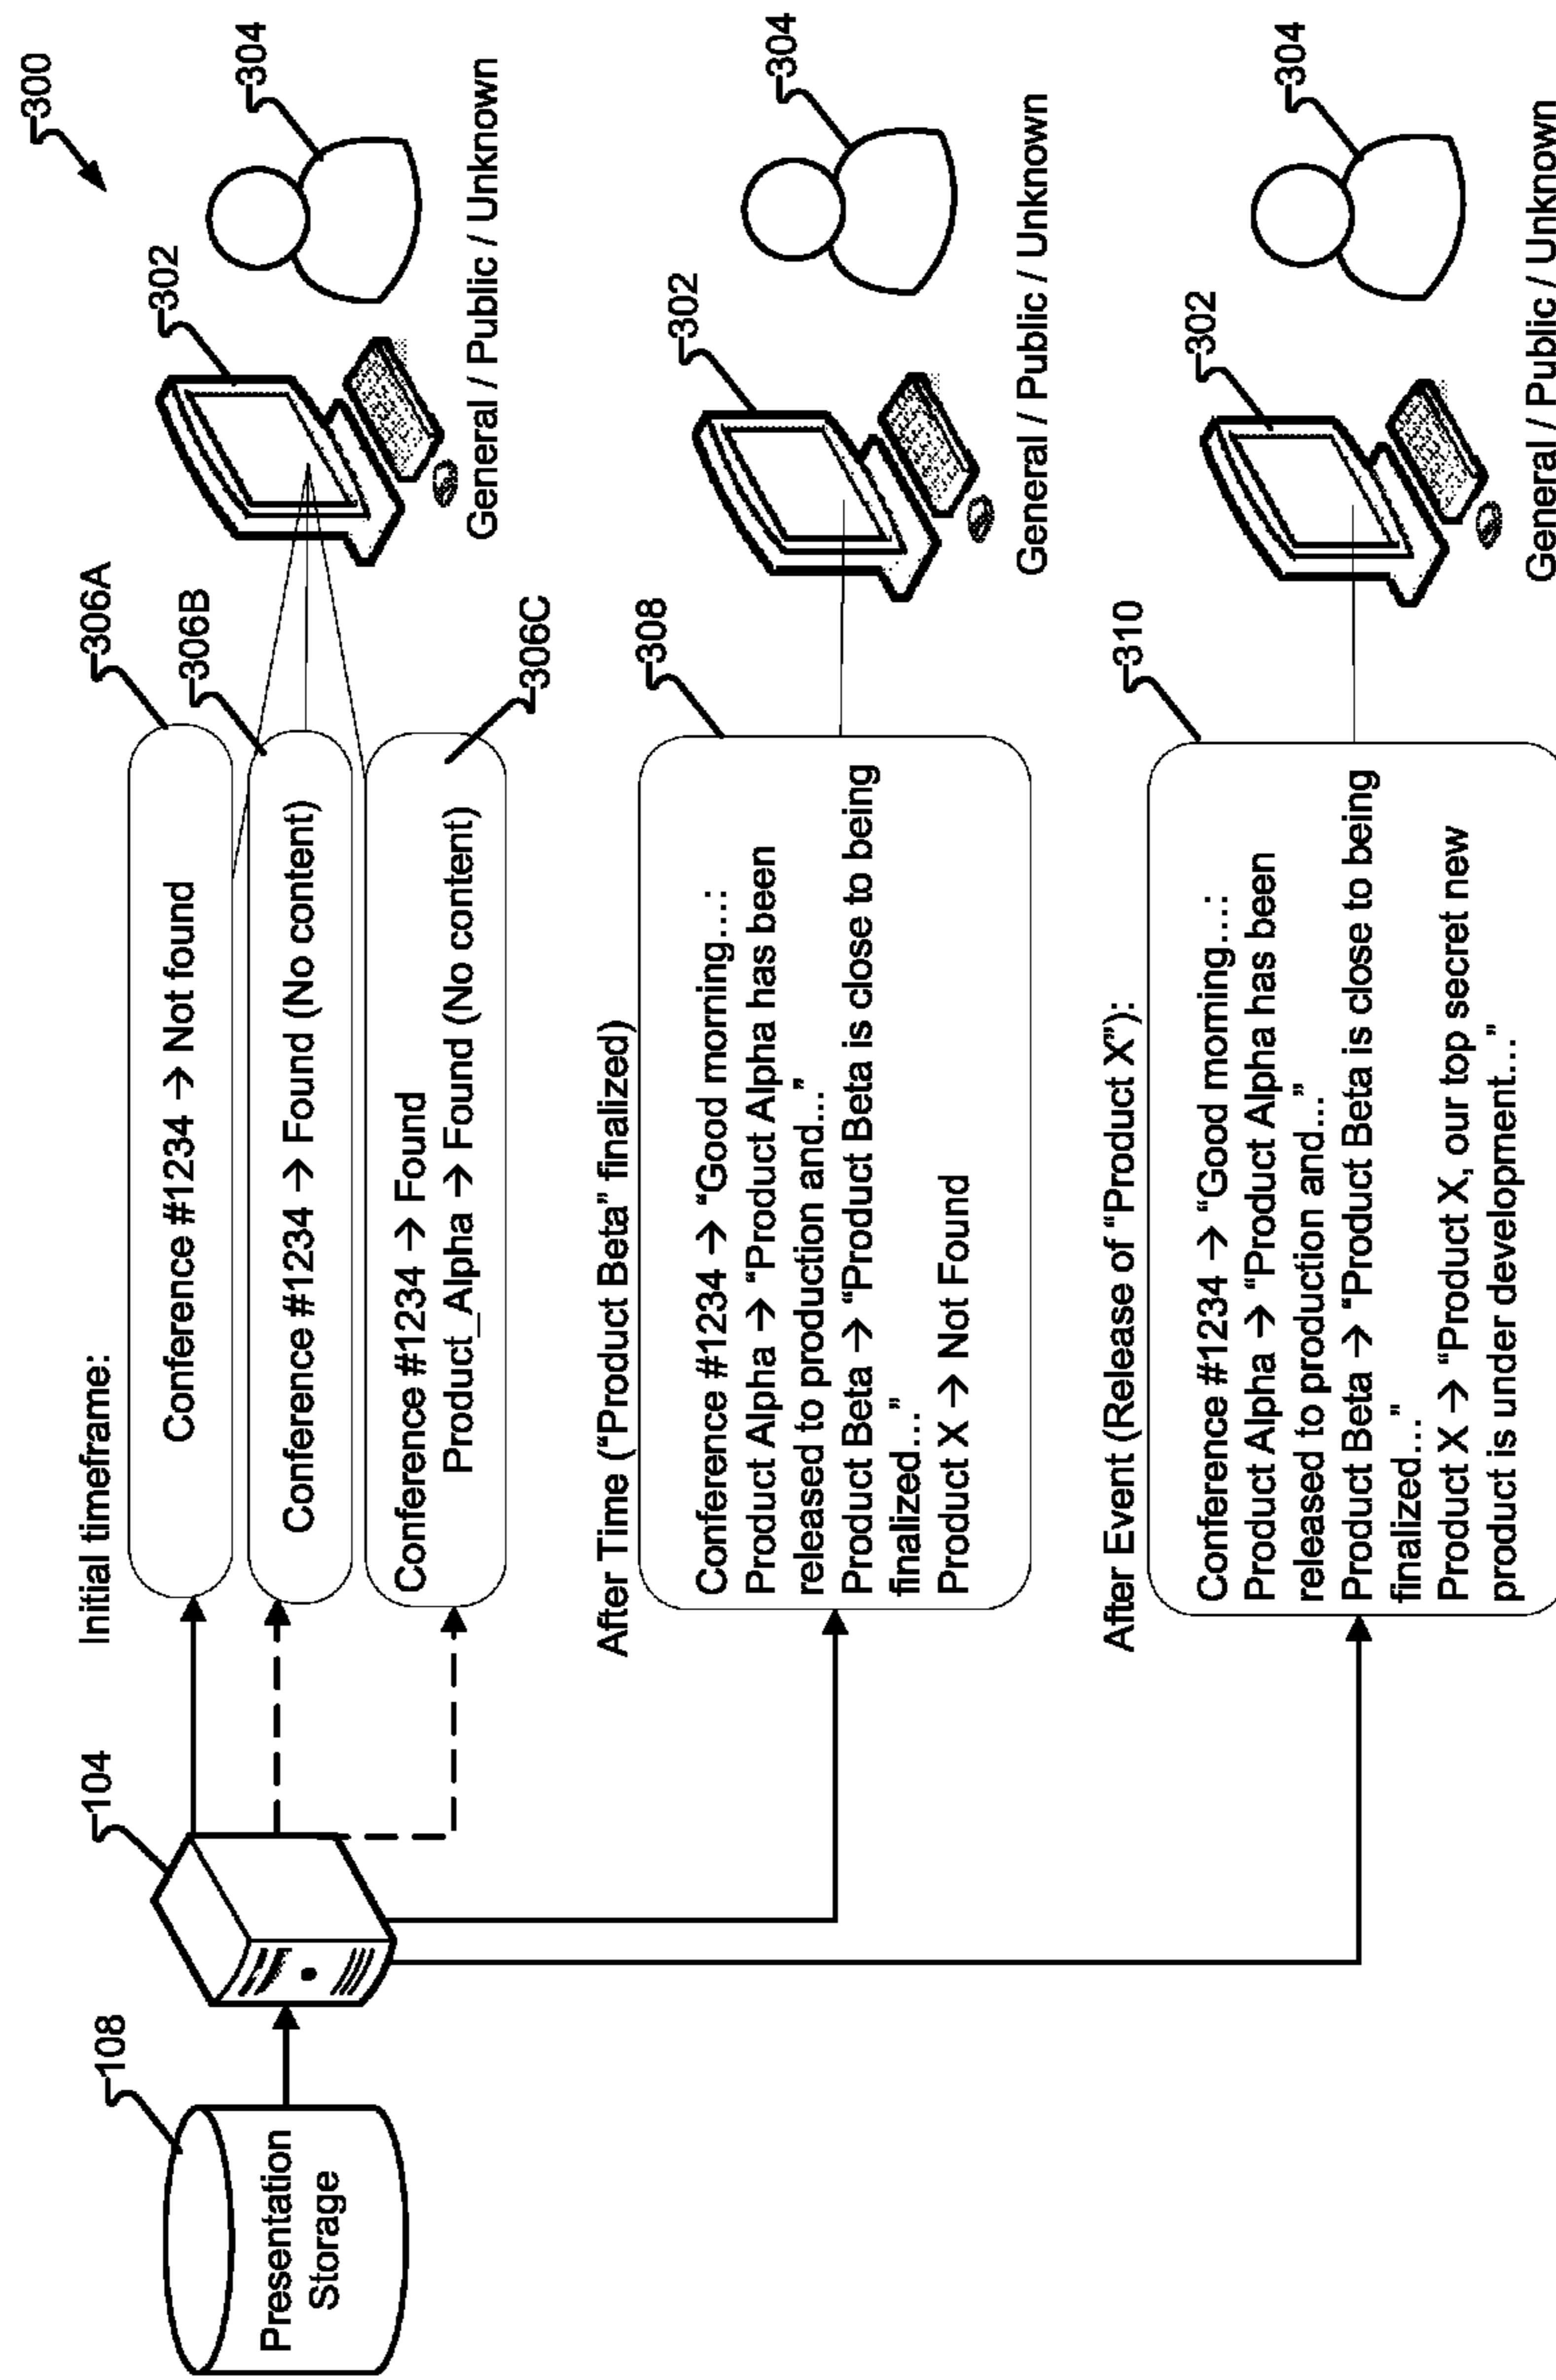 300
108
Presentation
Storage
104
Initial timeframe:
306A
Conference #1234 → Not found
306B
Conference #1234 → Found (No content)
306C
Conference #1234 → Found
Product_Alpha → Found (No content)
302
304
General / Public / Unknown
After Time ("Product Beta" finalized)
308
Conference #1234 → "Good morning…:
Product Alpha → "Product Alpha has been
released to production and..."
Product Beta → "Product Beta is close to being
finalized…"
Product X → Not Found
302
304
General / Public / Unknown
After Event (Release of "Product X"):
310
Conference #1234 → "Good morning…:
Product Alpha → "Product Alpha has been
released to production and..."
Product Beta → "Product Beta is close to being
finalized…"
Product X → "Product X, our top secret new
product is under development…"
302
304
General / Public / Unknown